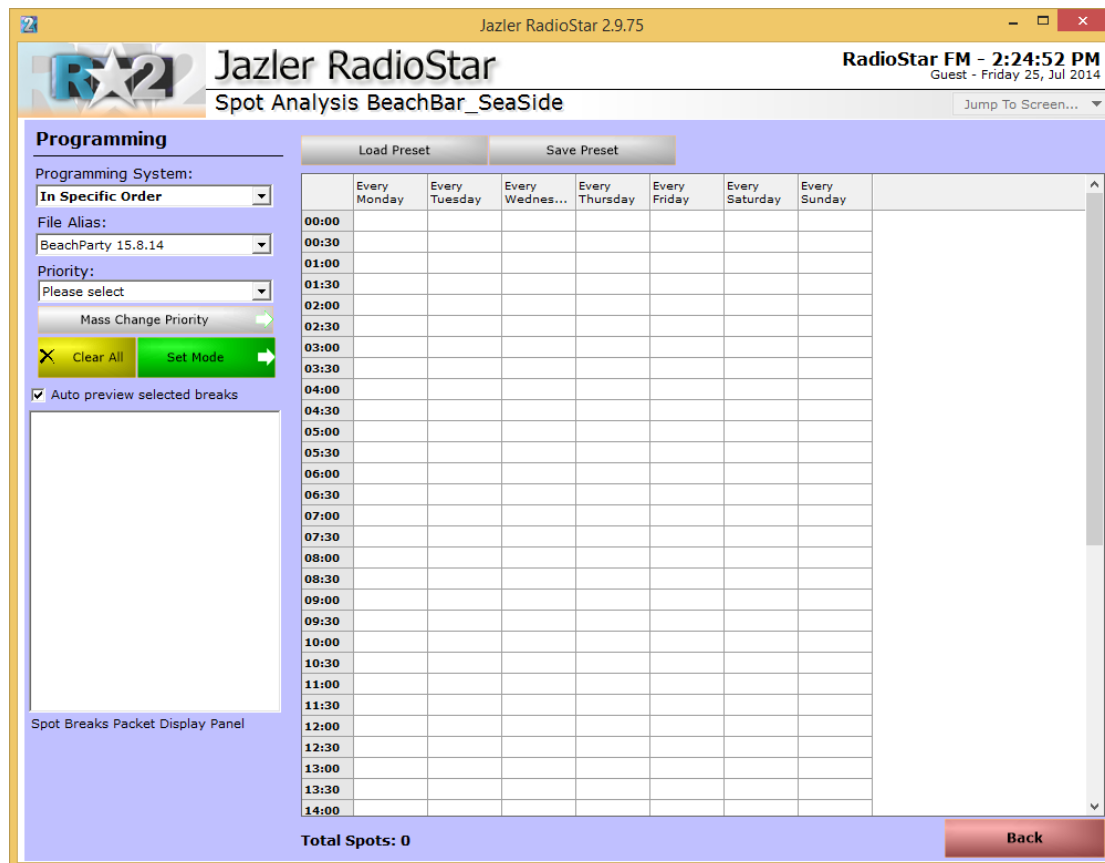 Jazler RadioStar 2.9.75
R 2
Jazler RadioStar
RadioStar FM - 2:24:52 PM
Guest - Friday 25, Jul 2014
Spot Analysis BeachBar_SeaSide
Jump To Screen...
Programming
Load Preset Save Preset
Programming System:
In Specific Order
File Alias:
BeachParty 15.8.14
Priority:
Please select
Mass Change Priority
Clear All Set Mode
Auto preview selected breaks
Spot Breaks Packet Display Panel
Every Monday Every Tuesday Every Wednes... Every Thursday Every Friday Every Saturday Every Sunday
00:00
00:30
01:00
01:30
02:00
02:30
03:00
03:30
04:00
04:30
05:00
05:30
06:00
06:30
07:00
07:30
08:00
08:30
09:00
09:30
10:00
10:30
11:00
11:30
12:00
12:30
13:00
13:30
14:00
Total Spots: 0
Back